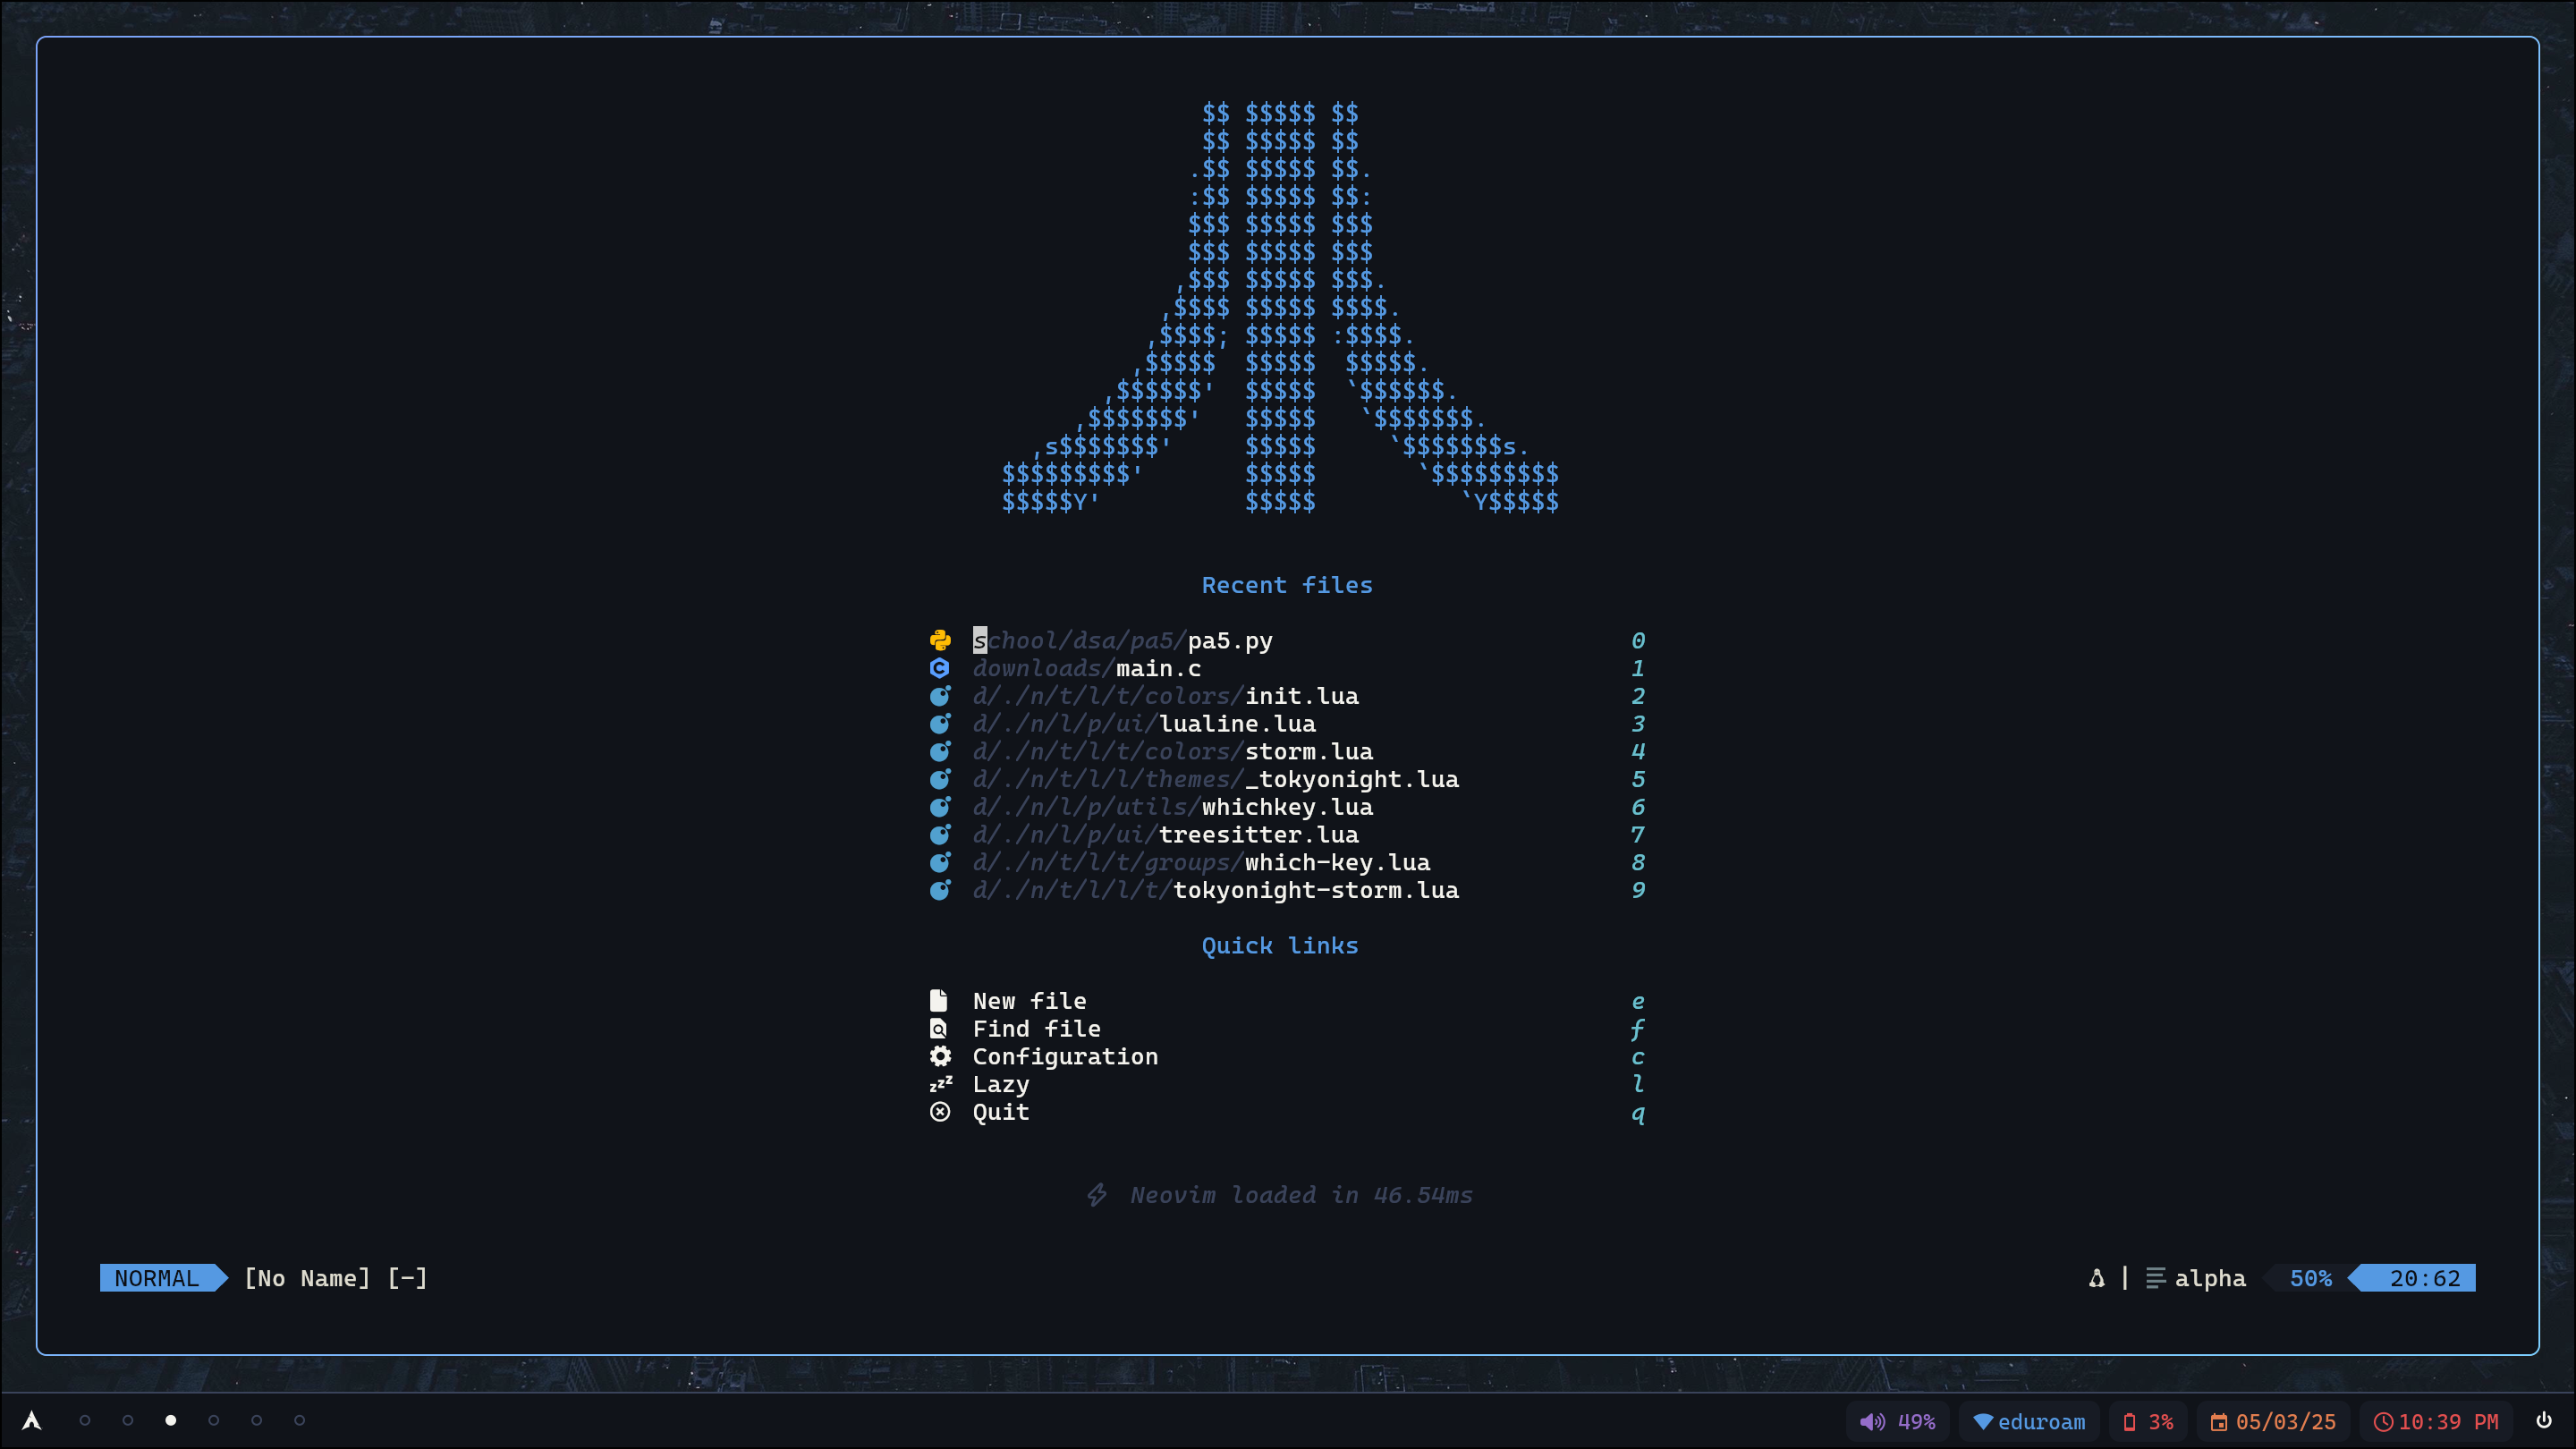 $$ $$$$$ $$
$$ $$$$$ $$
.$$ $$$$$ $$.
:$$ $$$$$ $$:
$$$ $$$$$ $$$
$$$ $$$$$ $$$
,$$$ $$$$$ $$$.
,$$$$ $$$$$ $$$$.
,$$$$; $$$$$ :$$$$.
,$$$$$ $$$$$ $$$$$.
,$$$$$$' $$$$$ `$$$$$$.
,$$$$$$$' $$$$$ `$$$$$$$.
,s$$$$$$$' $$$$$ `$$$$$$$s.
$$$$$$$$$' $$$$$ `$$$$$$$$$
$$$$$Y' $$$$$ `Y$$$$$
Recent files
school/dsa/pa5/pa5.py 0
downloads/main.c 1
d/./n/t/l/t/colors/init.lua 2
d/./n/l/p/ui/lualine.lua 3
d/./n/t/l/t/colors/storm.lua 4
d/./n/t/l/l/themes/_tokyonight.lua 5
d/./n/l/p/utils/whichkey.lua 6
d/./n/l/p/ui/treesitter.lua 7
d/./n/t/l/t/groups/which-key.lua 8
d/./n/t/l/l/t/tokyonight-storm.lua 9
Quick links
New file e
Find file f
Configuration c
Lazy l
Quit q
Neovim loaded in 46.54ms
NORMAL [No Name] [-] | alpha 50% 20:62
49% eduroam 3% 05/03/25 10:39 PM